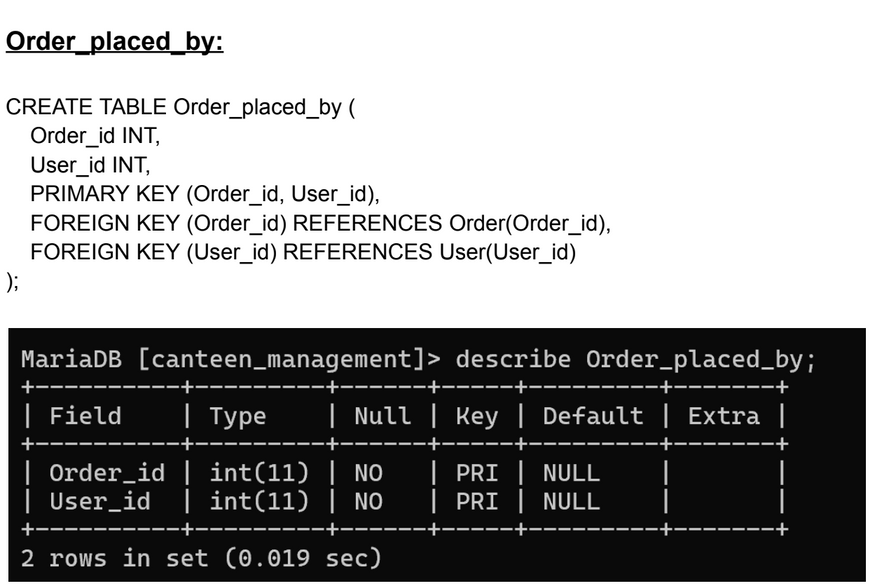 Order_placed_by:
CREATE TABLE Order_placed_by (
    Order_id INT,
    User_id INT,
    PRIMARY KEY (Order_id, User_id),
    FOREIGN KEY (Order_id) REFERENCES Order(Order_id),
    FOREIGN KEY (User_id) REFERENCES User(User_id)
);
MariaDB [canteen_management]> describe Order_placed_by;
+----------+---------+------+-----+---------+-------+
| Field    | Type    | Null | Key | Default | Extra |
+----------+---------+------+-----+---------+-------+
| Order_id | int(11) | NO   | PRI | NULL    |       |
| User_id  | int(11) | NO   | PRI | NULL    |       |
+----------+---------+------+-----+---------+-------+
2 rows in set (0.019 sec)